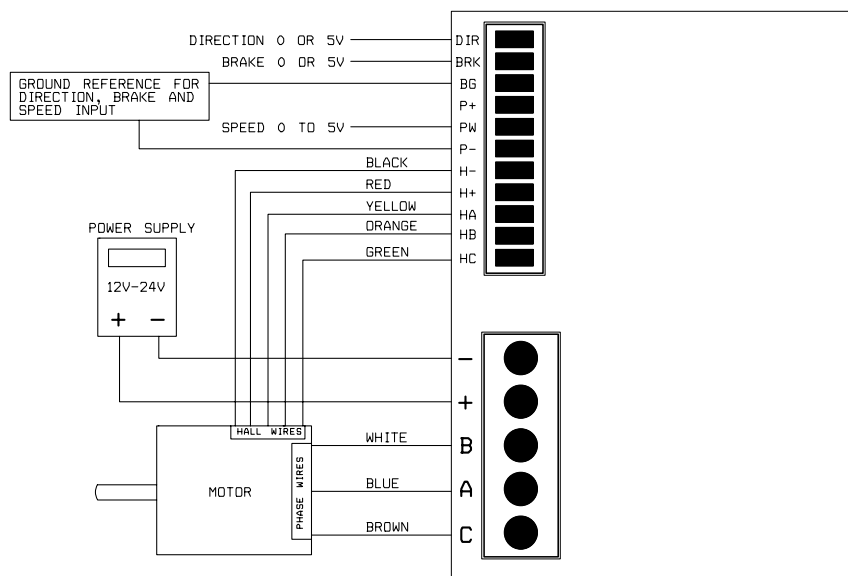 DIRECTION 0 OR 5V
DIR
BRAKE 0 OR 5V
BRK
GROUND REFERENCE FOR
DIRECTION, BRAKE AND
SPEED INPUT
BG
P+
SPEED 0 TO 5V
PW
P-
BLACK
H-
RED
H+
YELLOW
HA
ORANGE
HB
GREEN
HC
POWER SUPPLY
12V-24V
+ -
-
+
HALL WIRES
WHITE
B
PHASE WIRES
MOTOR
BLUE
A
BROWN
C